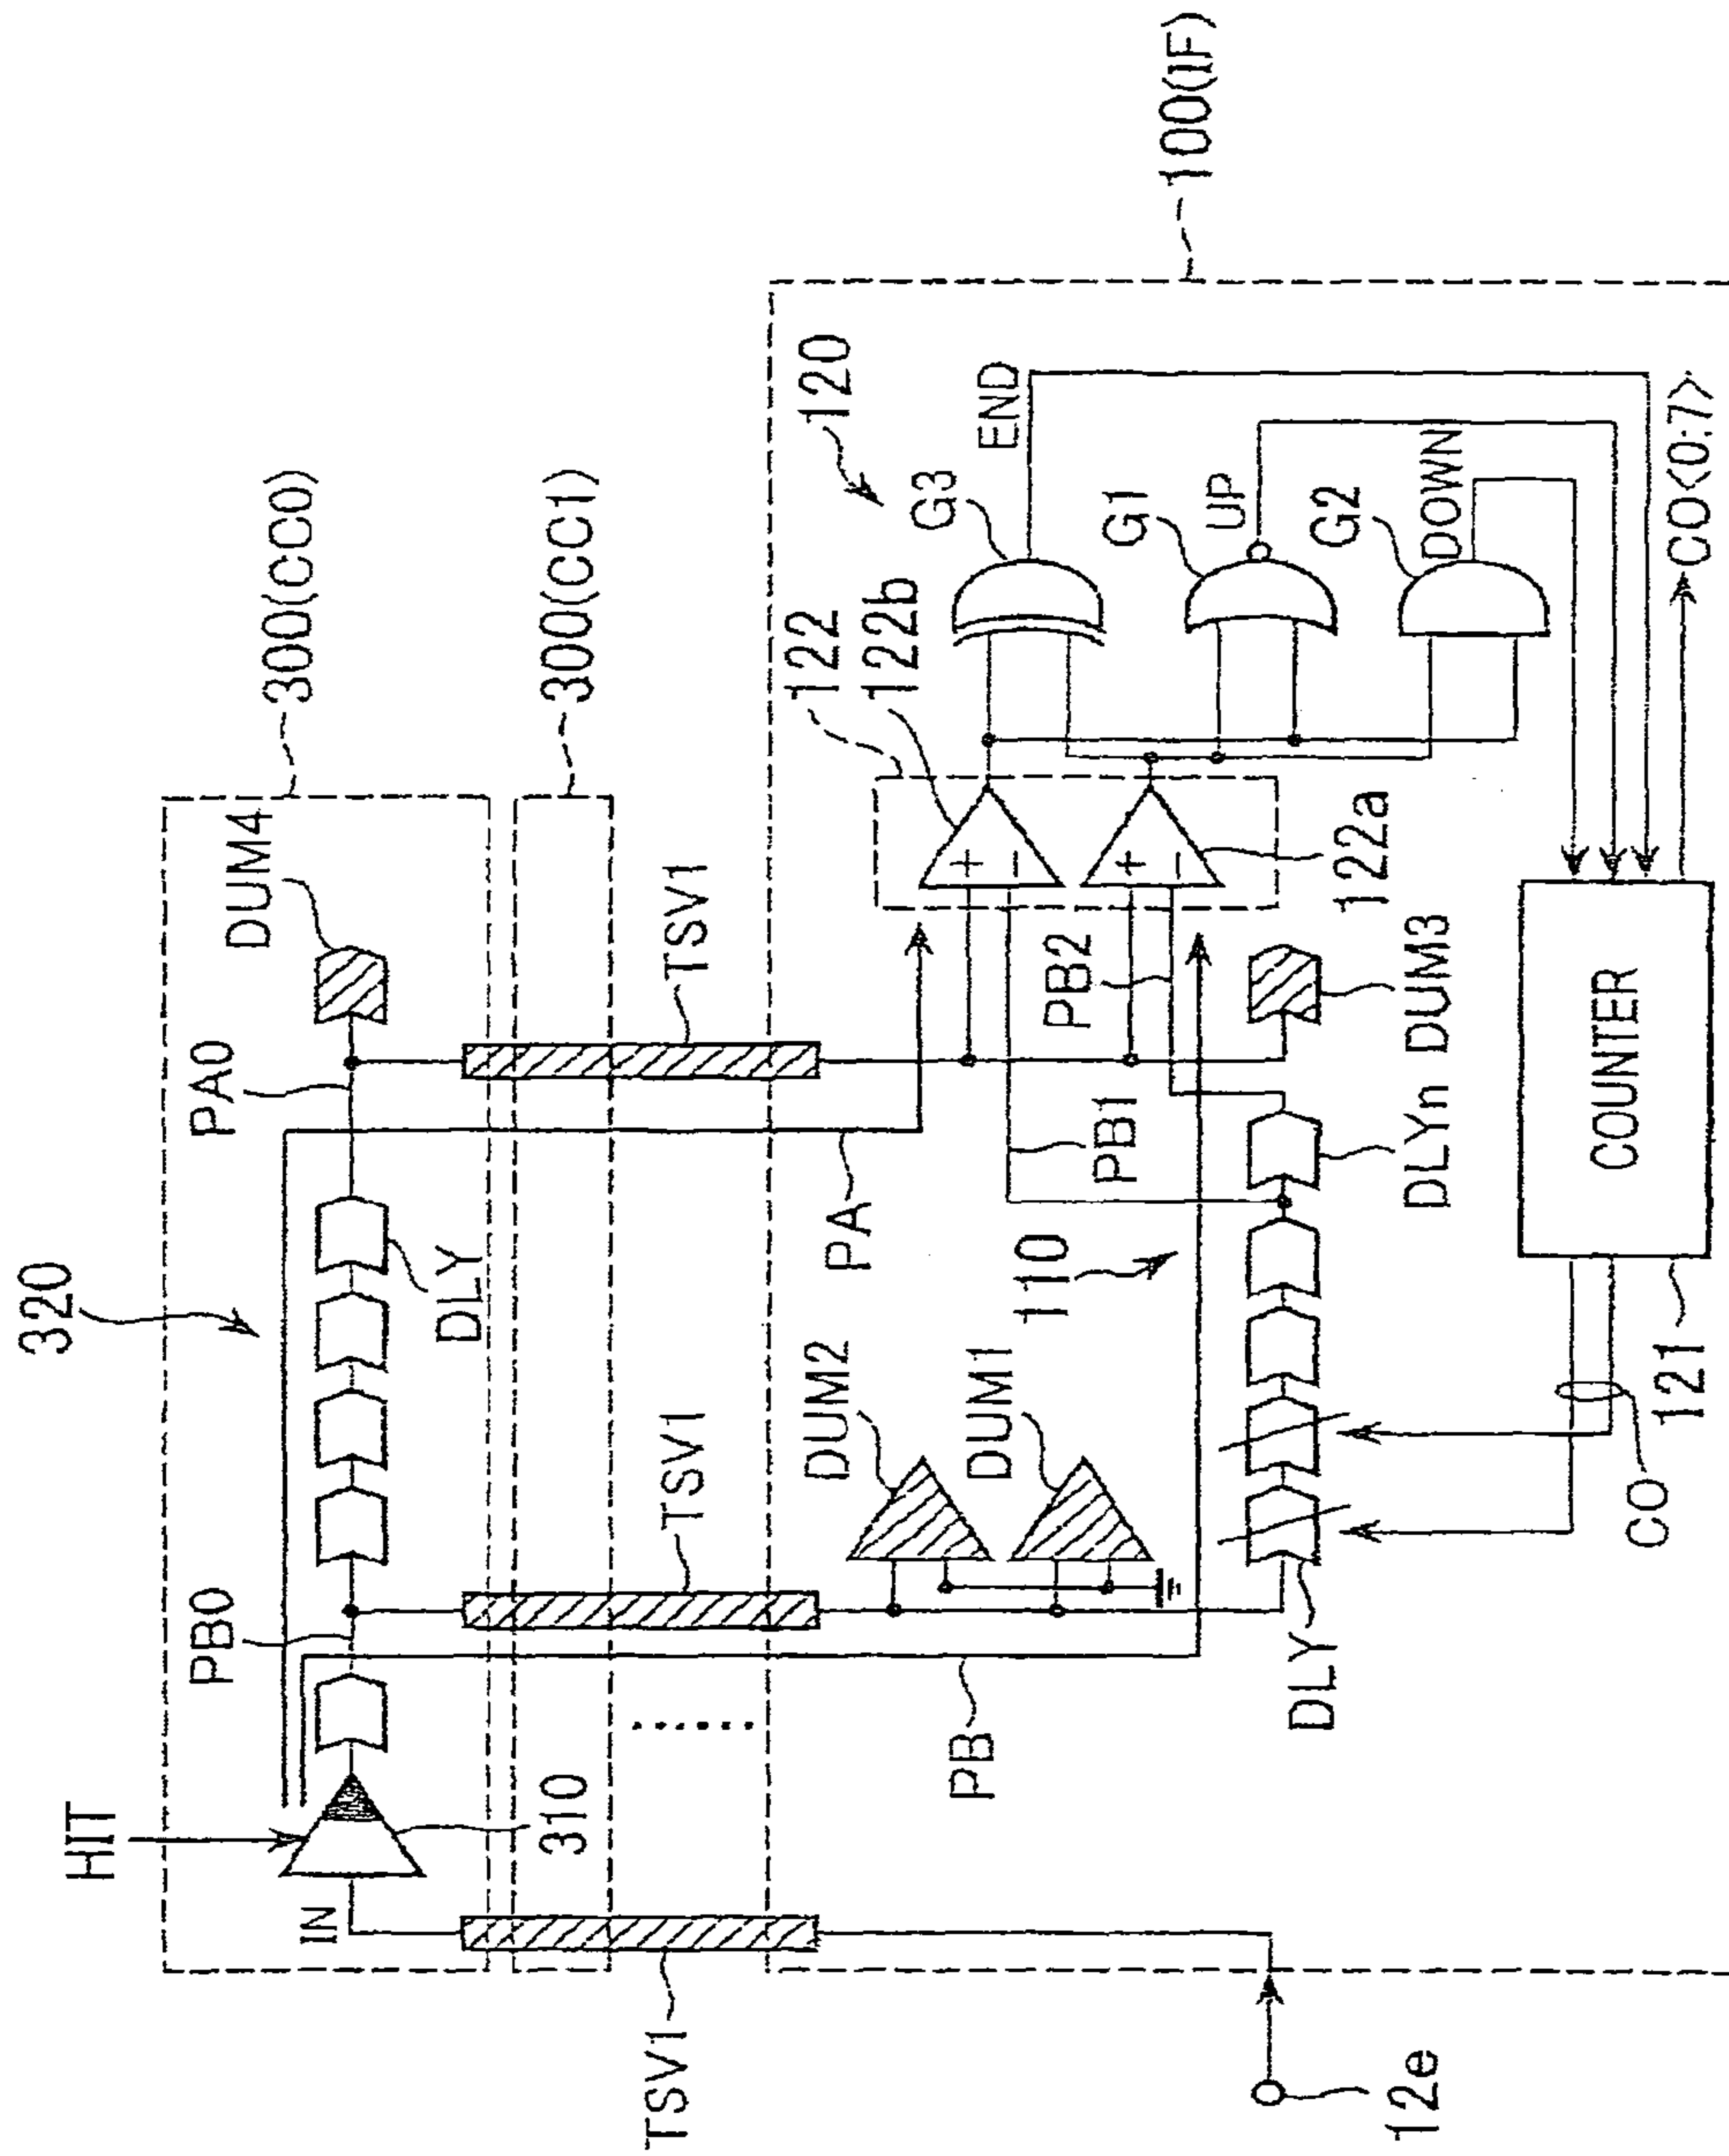 320
HIT
IN
310
PB0
DLY
PA0
DUM4
300(CC0)
300(CC1)
TSV1
TSV1
TSV1
PB
PA
DUM2
DUM1
110
PB1
PB2
122
122b
122a
120
G3
END
G1
UP
G2
DOWN
100(IF)
12e
DLY
DLYn
DUM3
CO
121
COUNTER
CO<0:7>
+
−
+
−